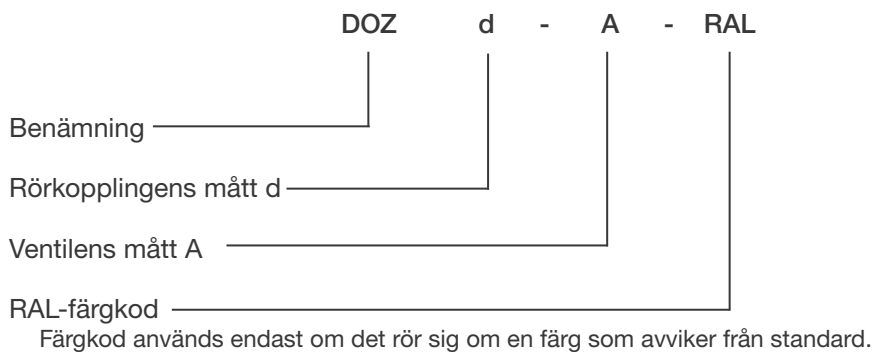 DOZ d - A - RAL
Benämning
Rörkopplingens mått d
Ventilens mått A
RAL-färgkod
Färgkod används endast om det rör sig om en färg som avviker från standard.